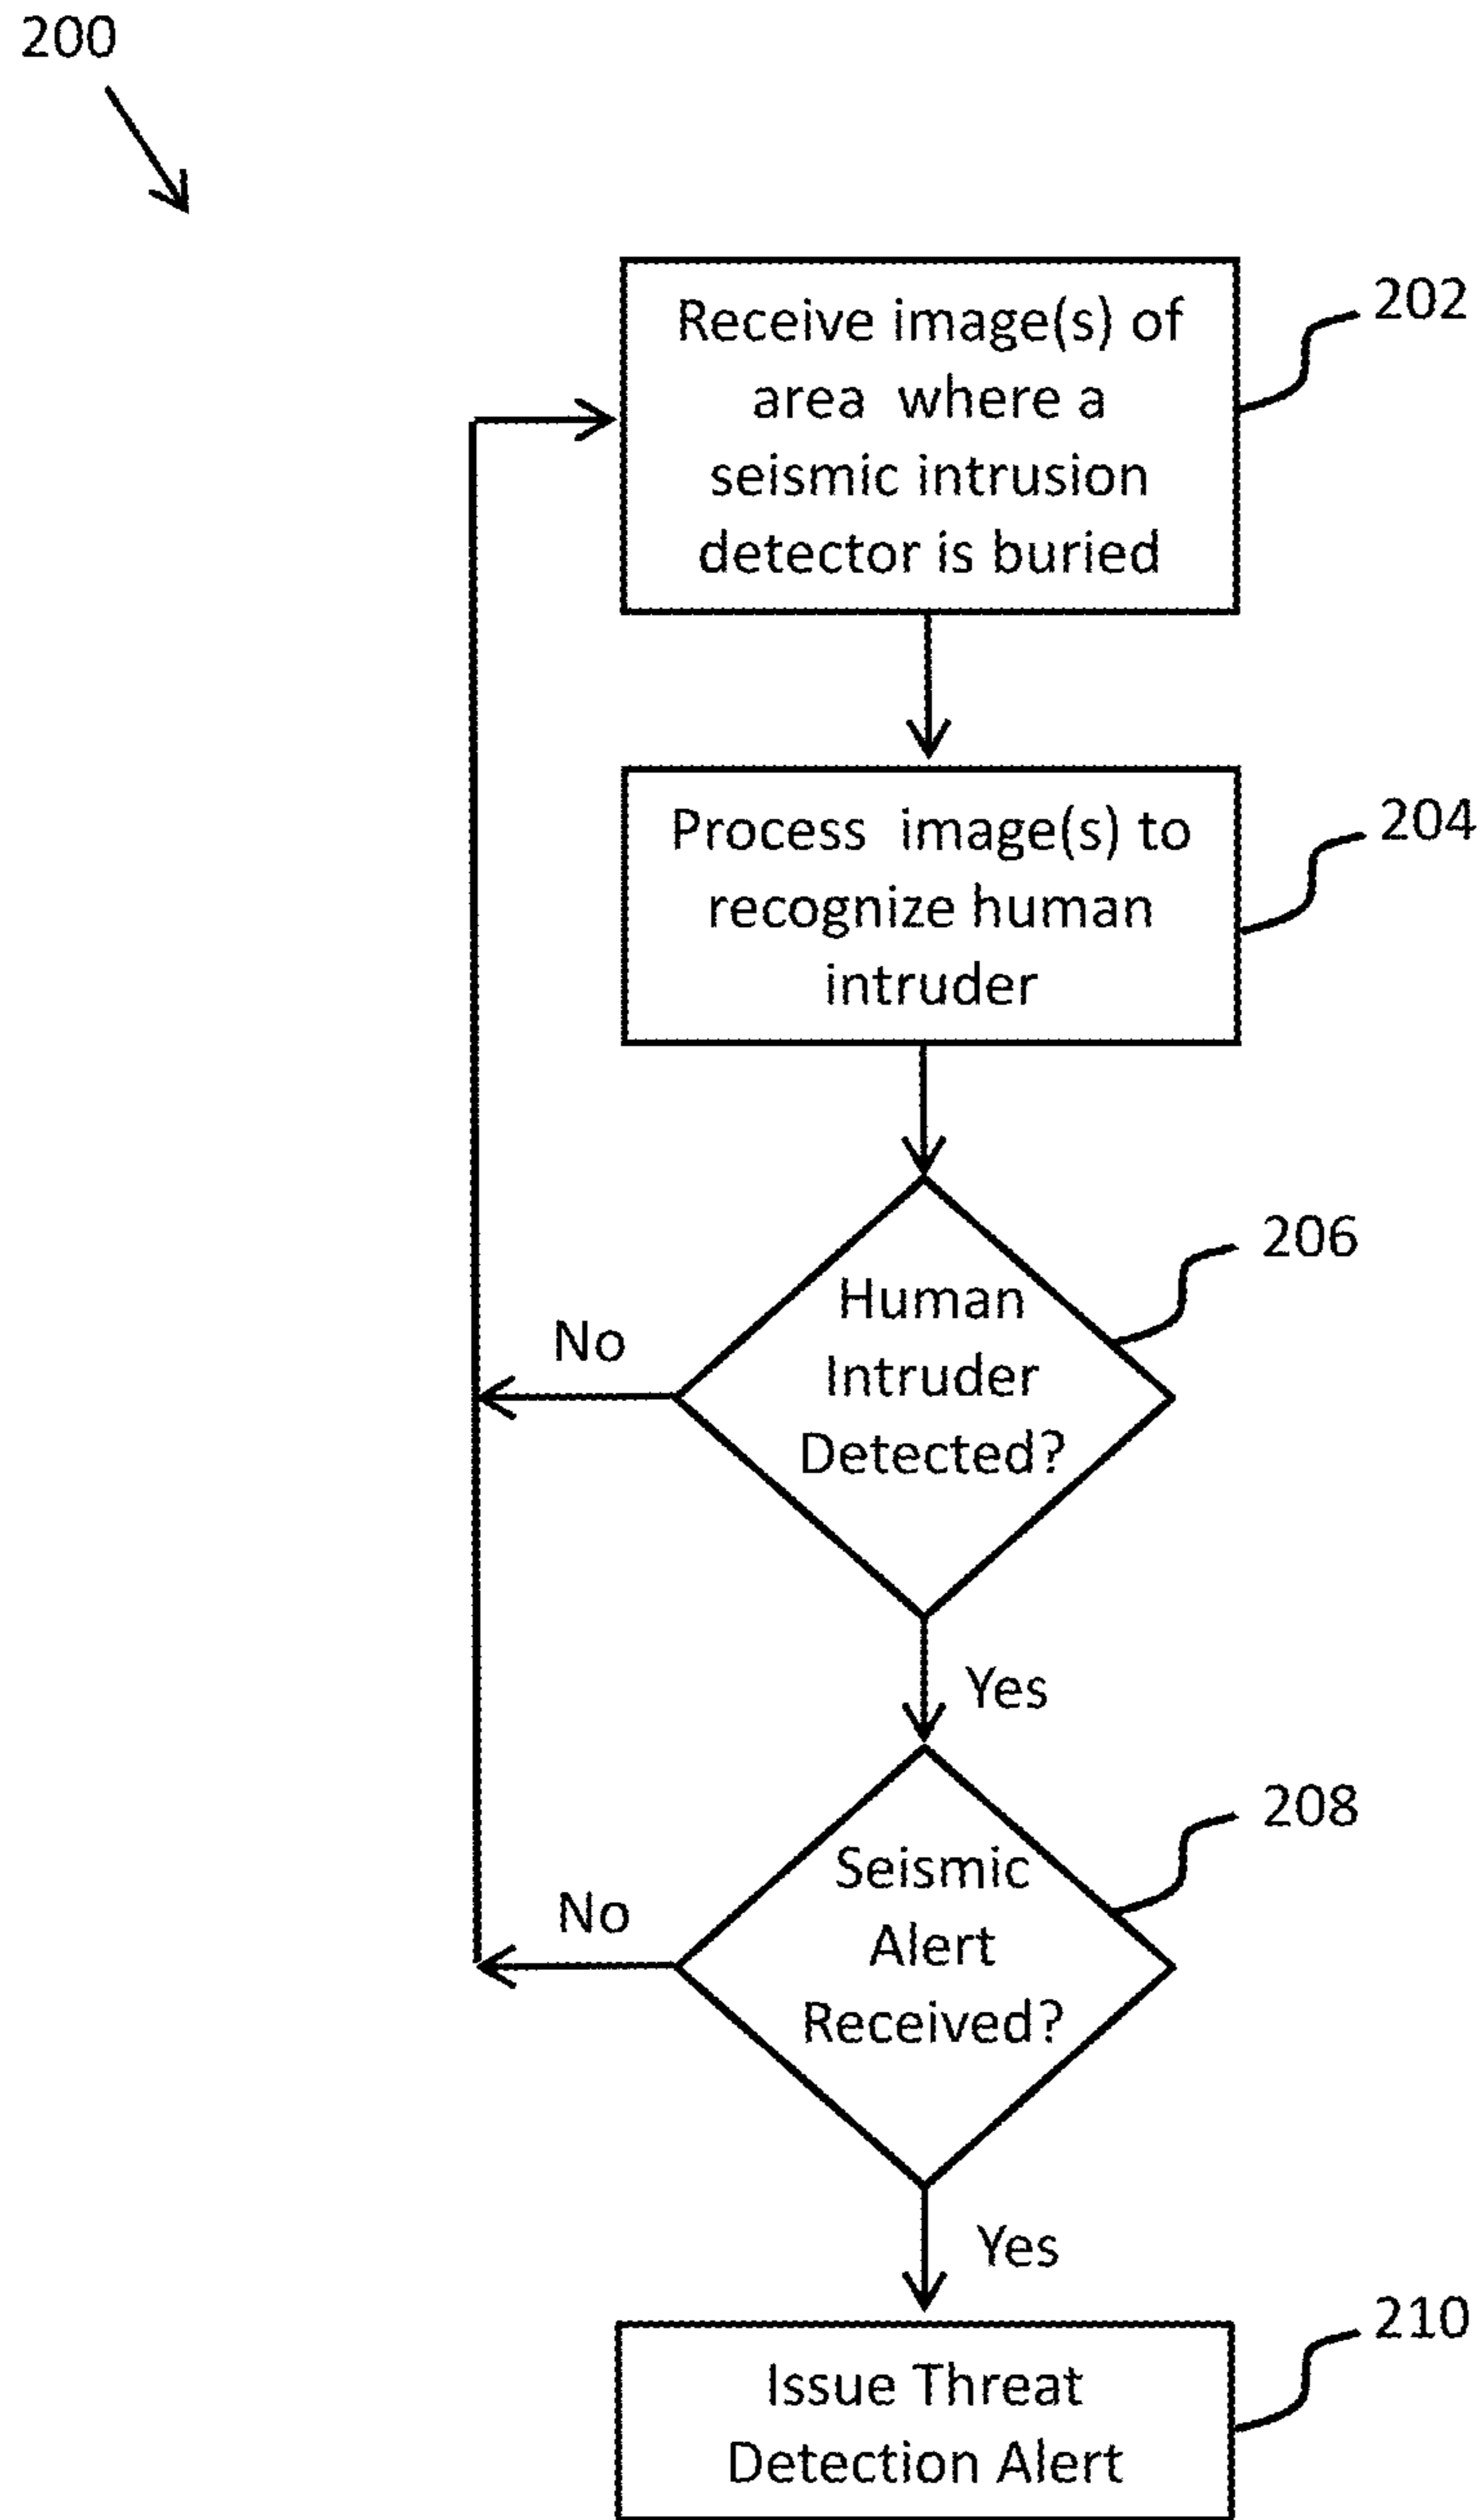 200
Receive image(s) of
area where a
seismic intrusion
detector is buried
202
Process image(s) to
recognize human
intruder
204
Human
Intruder
Detected?
206
No
Yes
Seismic
Alert
Received?
208
No
Yes
Issue Threat
Detection Alert
210